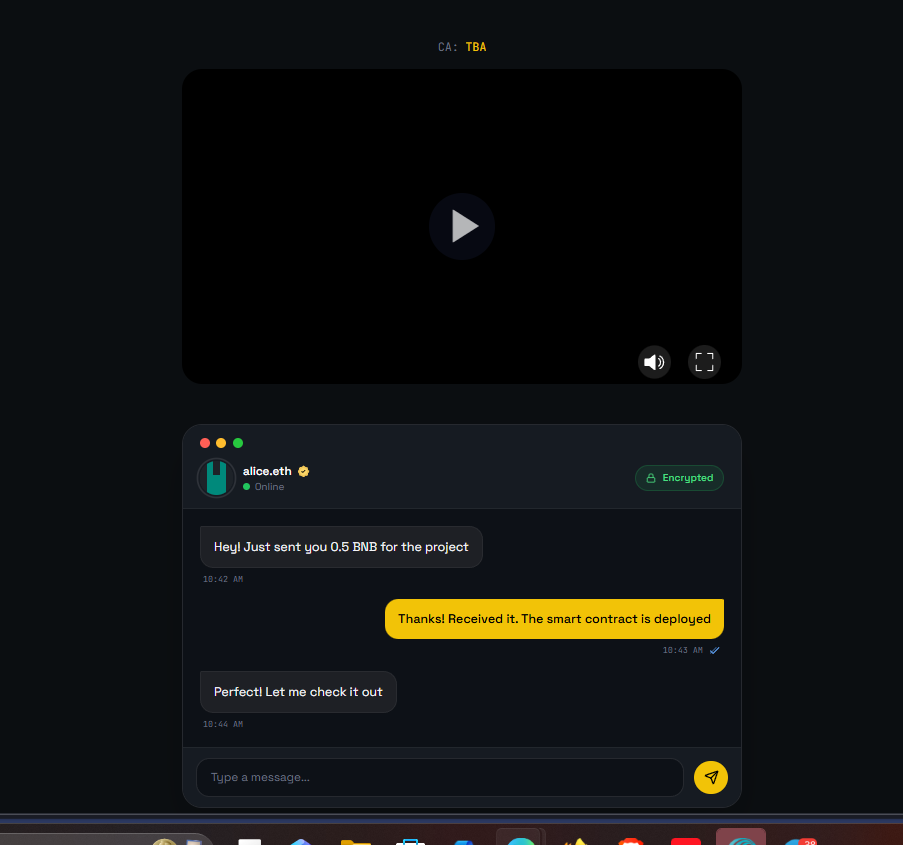 CA: TBA
alice.eth
Online
Encrypted
Hey! Just sent you 0.5 BNB for the project
10:42 AM
Thanks! Received it. The smart contract is deployed
10:43 AM
Perfect! Let me check it out
10:44 AM
Type a message...